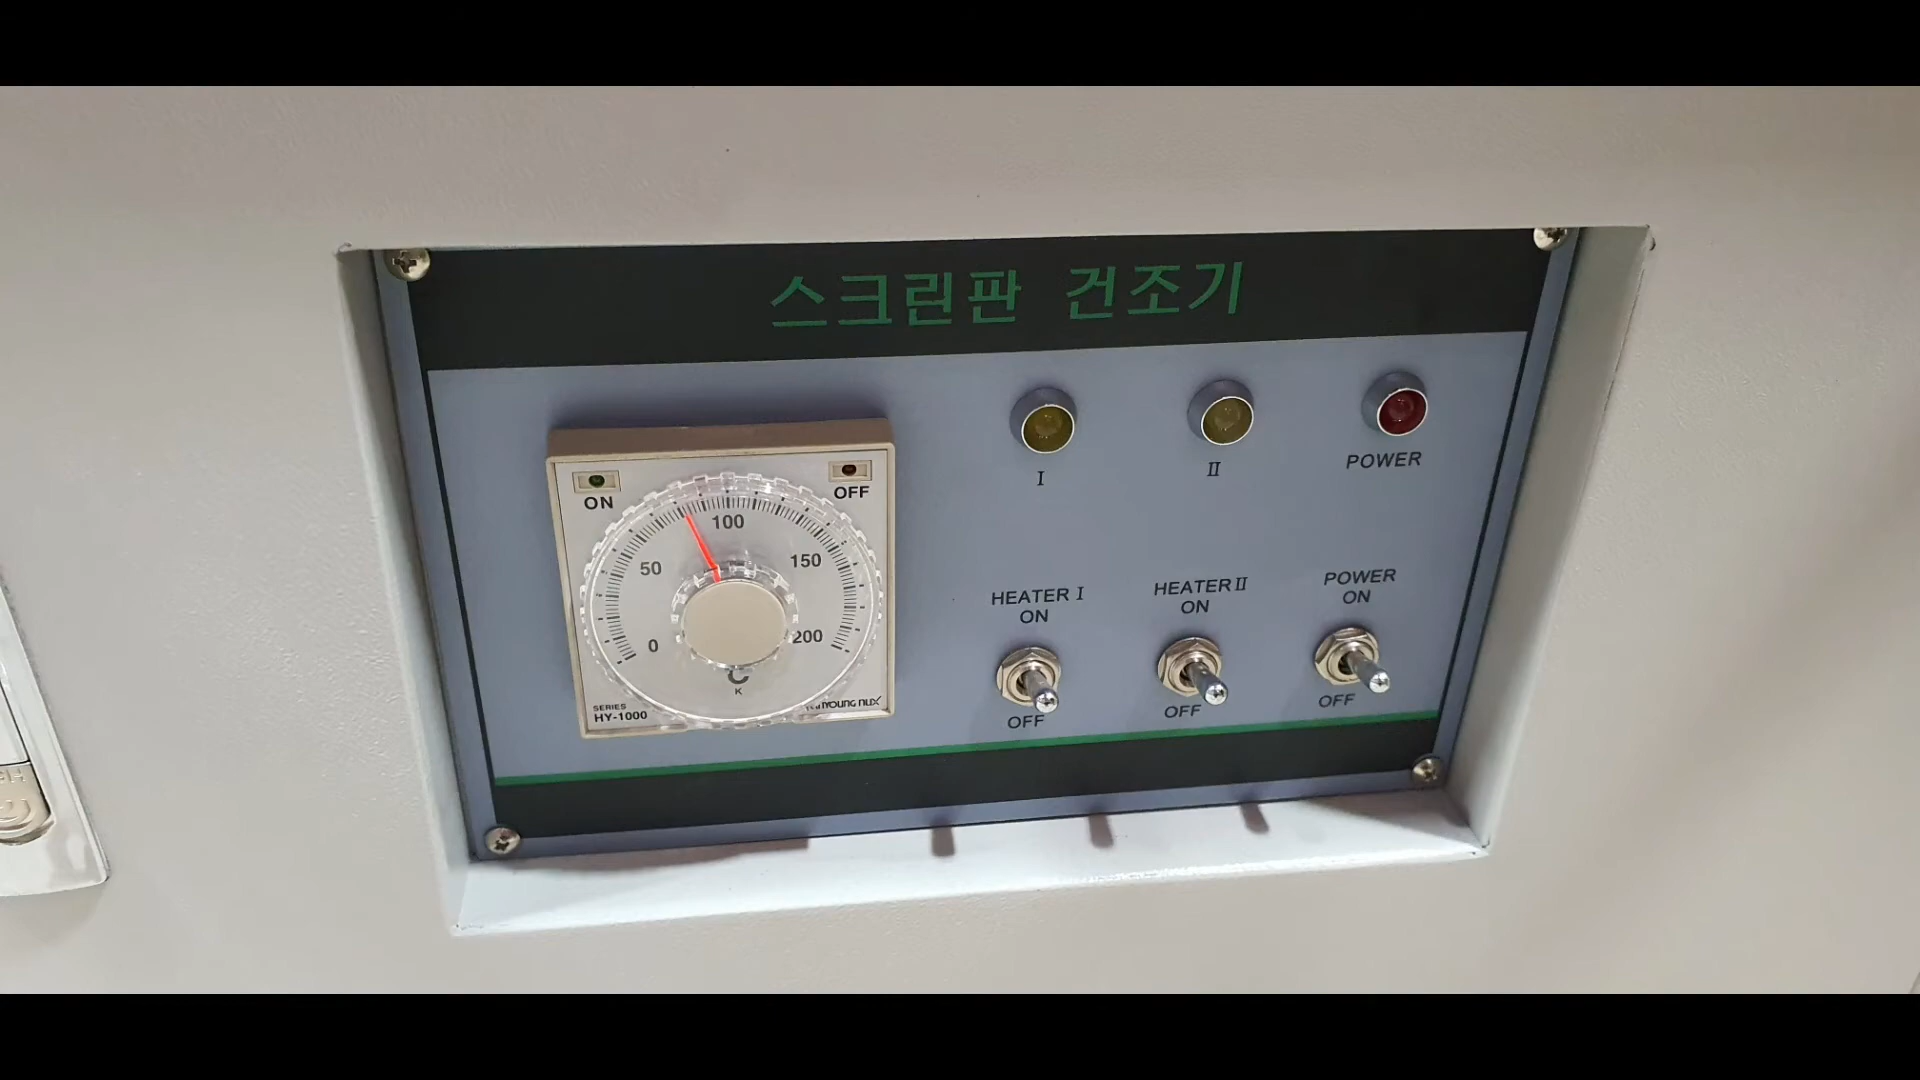 스크린판 건조기
ON
OFF
0
50
100
150
200
℃
K
SERIES
HY-1000
I
II
POWER
HEATER I
ON
OFF
HEATER II
ON
OFF
POWER
ON
OFF